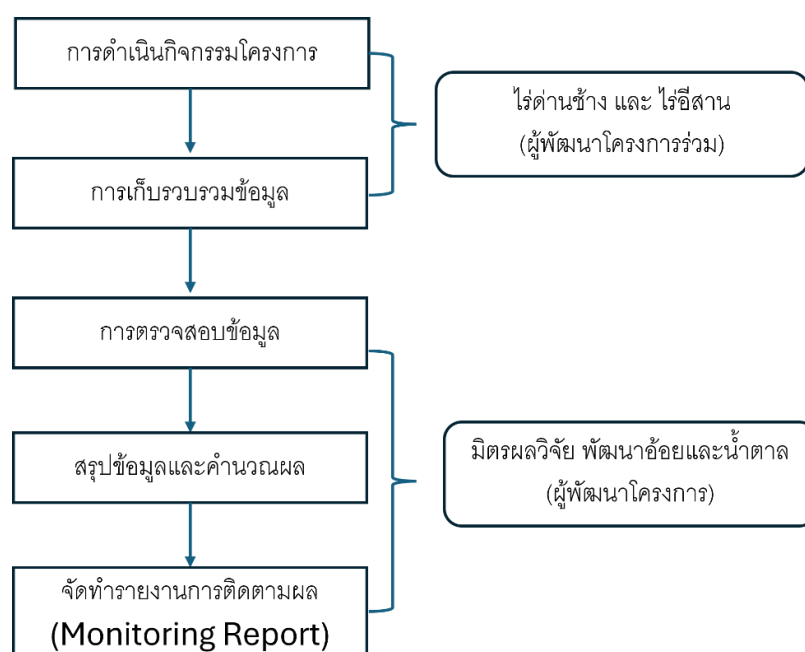 การดำเนินกิจกรรมโครงการ
ไร่ด่านช้าง และ ไร่อีสาน
(ผู้พัฒนาโครงการร่วม)
การเก็บรวบรวมข้อมูล
การตรวจสอบข้อมูล
สรุปข้อมูลและคำนวณผล
มิตรผลวิจัย พัฒนาอ้อยและน้ำตาล
(ผู้พัฒนาโครงการ)
จัดทำรายงานการติดตามผล
(Monitoring Report)